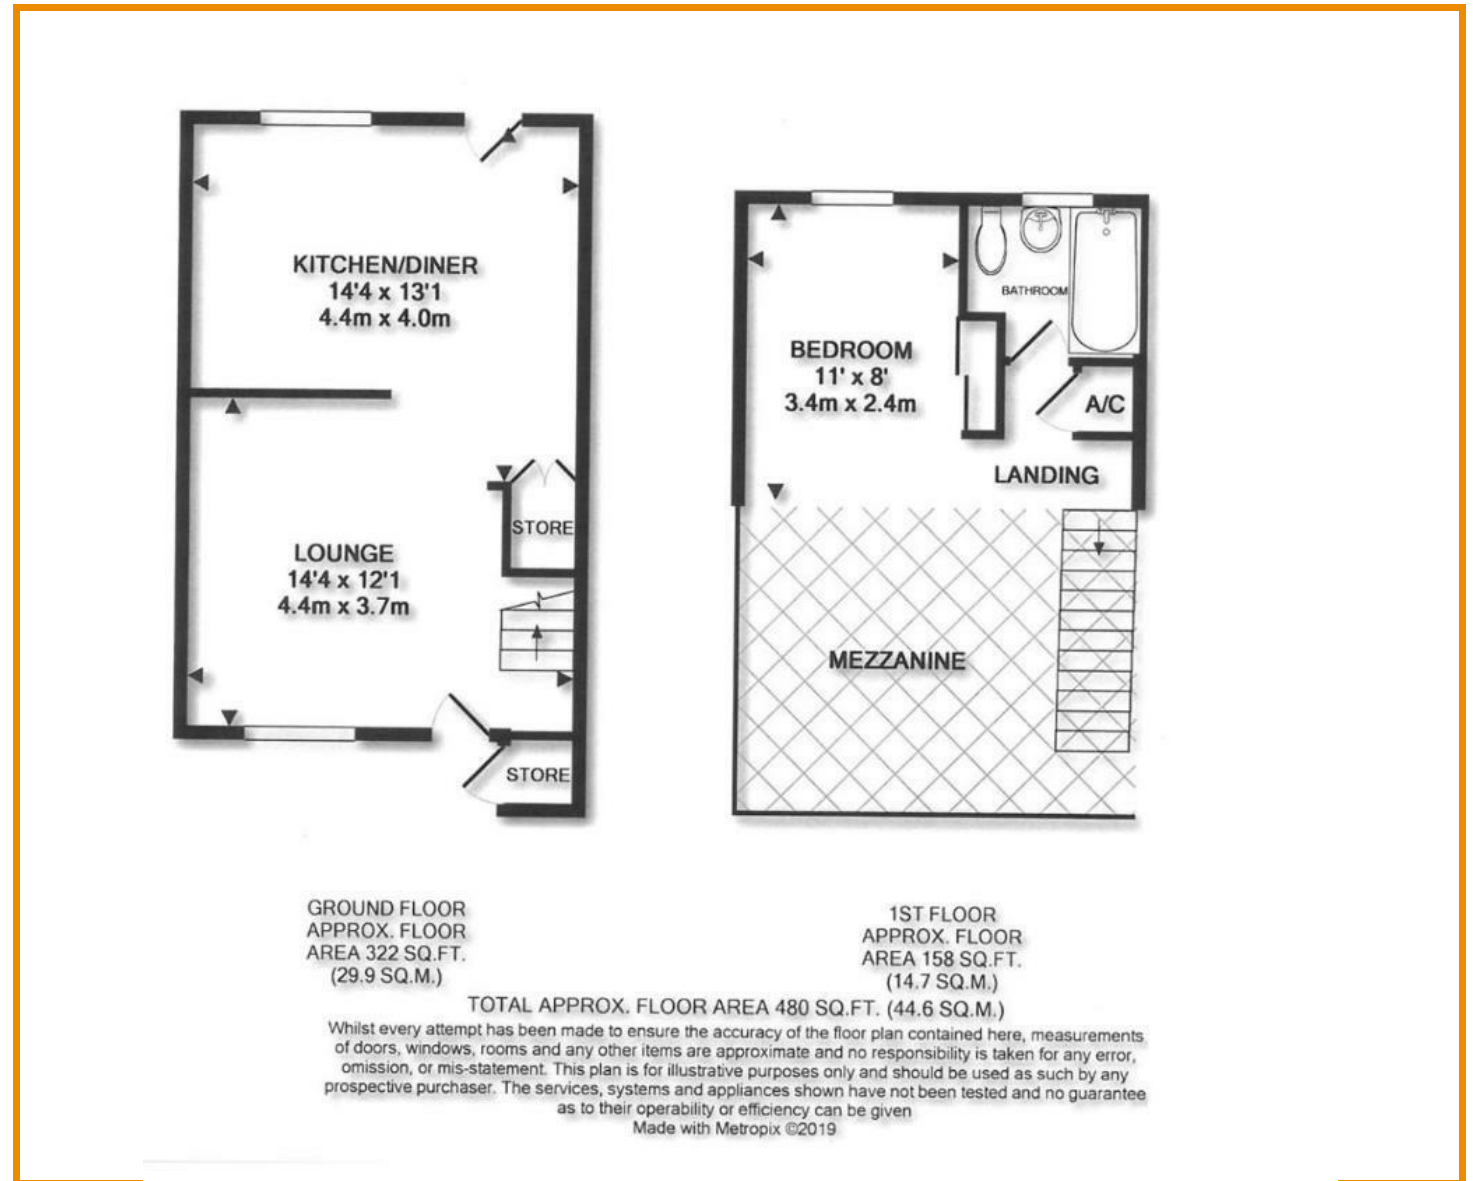 KITCHEN/DINER
14'4 x 13'1
4.4m x 4.0m
LOUNGE
14'4 x 12'1
4.4m x 3.7m
STORE
STORE
BEDROOM
11' x 8'
3.4m x 2.4m
BATHROOM
A/C
LANDING
MEZZANINE
GROUND FLOOR
APPROX. FLOOR
AREA 322 SQ.FT.
(29.9 SQ.M.)
1ST FLOOR
APPROX. FLOOR
AREA 158 SQ.FT.
(14.7 SQ.M.)
TOTAL APPROX. FLOOR AREA 480 SQ.FT. (44.6 SQ.M.)
Whilst every attempt has been made to ensure the accuracy of the floor plan contained here, measurements
of doors, windows, rooms and any other items are approximate and no responsibility is taken for any error,
omission, or mis-statement. This plan is for illustrative purposes only and should be used as such by any
prospective purchaser. The services, systems and appliances shown have not been tested and no guarantee
as to their operability or efficiency can be given
Made with Metropix ©2019